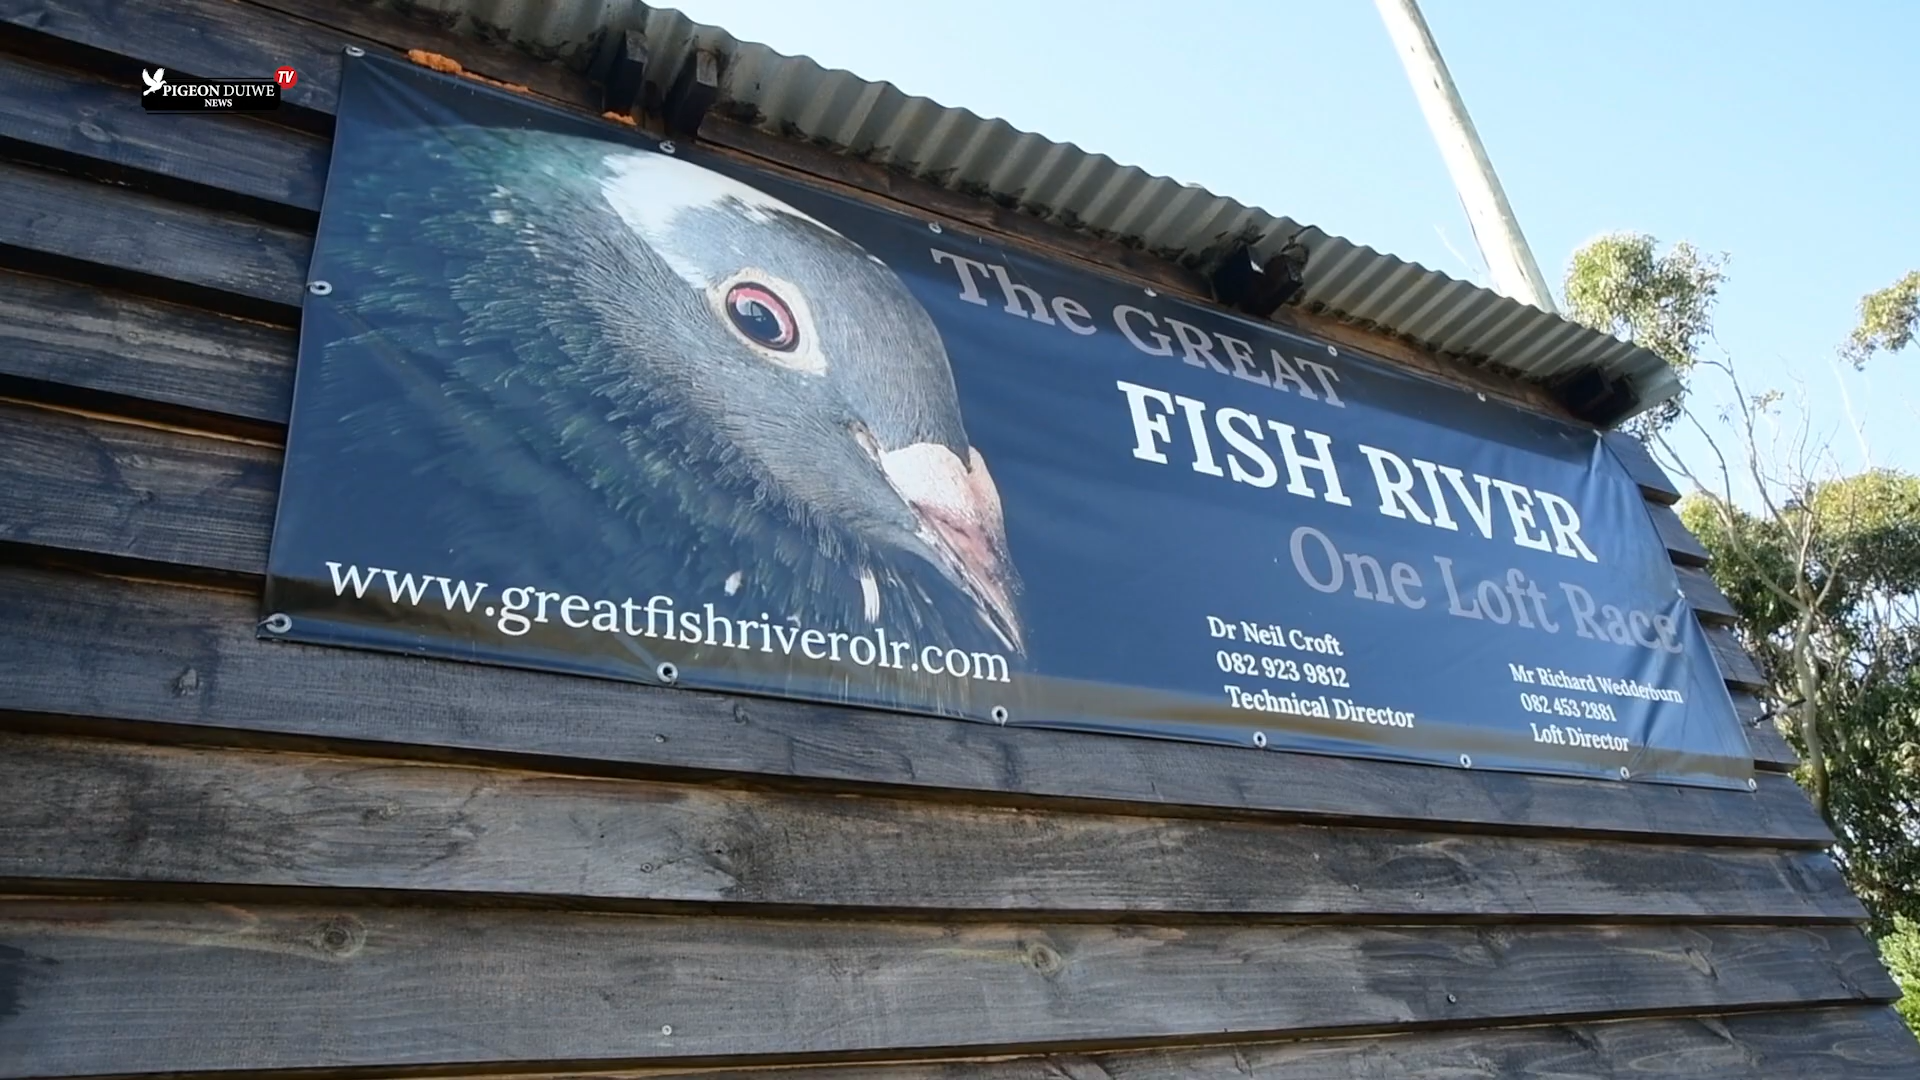 PIGEON DUIWE TV
NEWS
The GREAT
FISH RIVER
One Loft Race
www.greatfishriverolr.com
Dr Neil Croft
082 923 9812
Technical Director
Mr Richard Wedderburn
082 453 2881
Loft Director